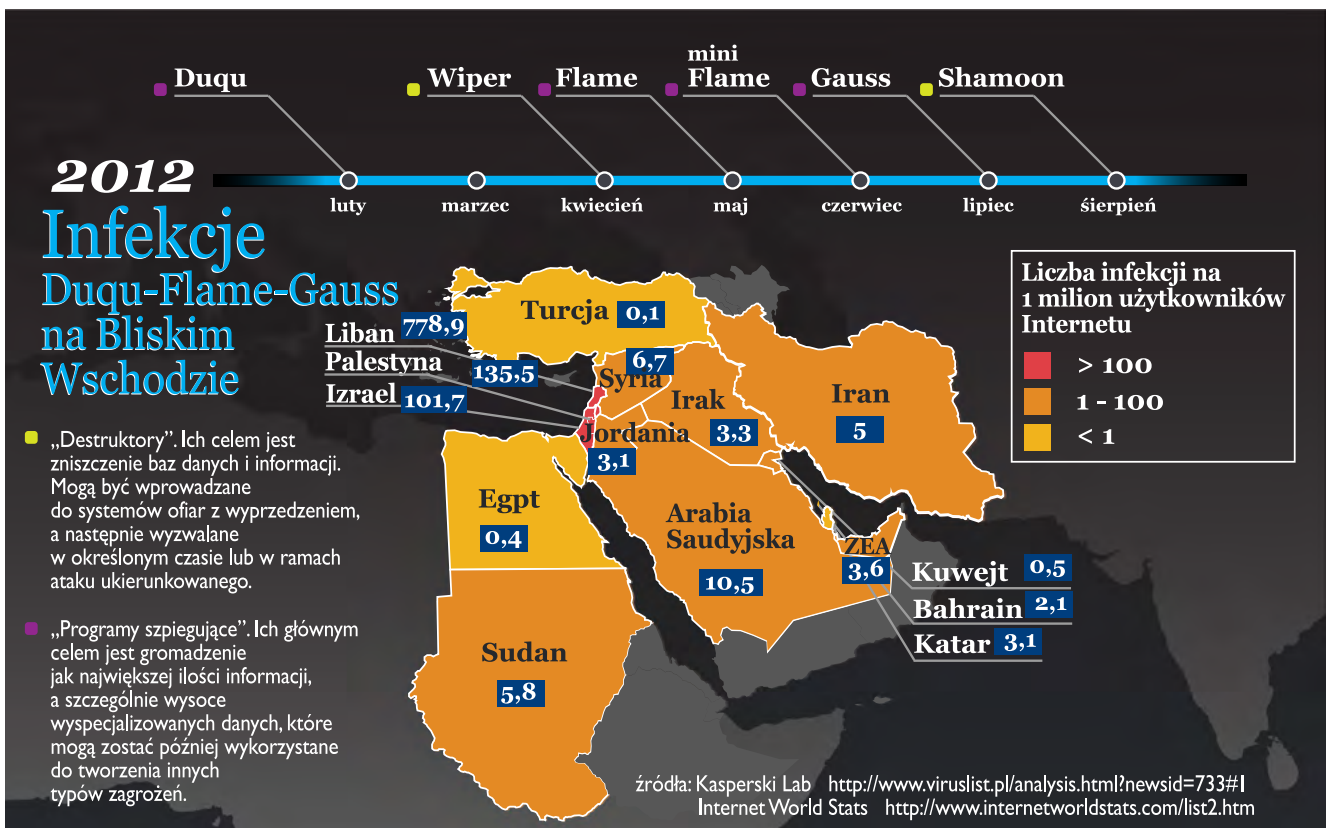 Duqu
Wiper
Flame
mini
Flame
Gauss
Shamoon
2012
luty
marzec
kwiecień
maj
czerwiec
lipiec
śierpień
Infekcje
Duqu-Flame-Gauss
na Bliskim
Wschodzie
„Destruktory”. Ich celem jest
zniszczenie baz danych i informacji.
Mogą być wprowadzane
do systemów ofiar z wyprzedzeniem,
a następnie wyzwalane
w określonym czasie lub w ramach
ataku ukierunkowanego.
„Programy szpiegujące”. Ich głównym
celem jest gromadzenie
jak największej ilości informacji,
a szczególnie wysoce
wyspecjalizowanych danych, które
mogą zostać później wykorzystane
do tworzenia innych
typów zagrożeń.
Liczba infekcji na
1 milion użytkowników
Internetu
> 100
1 - 100
< 1
Turcja 0,1
Liban 778,9
Palestyna 135,5
Izrael 101,7
6,7
Syria
Irak
3,3
Iran
5
Jordania
3,1
Egpt
0,4
Arabia
Saudyjska
10,5
ZEA
3,6
Kuwejt 0,5
Bahrain 2,1
Katar 3,1
Sudan
5,8
źródła: Kasperski Lab http://www.viruslist.pl/analysis.html?newsid=733#1
Internet World Stats http://www.internetworldstats.com/list2.htm